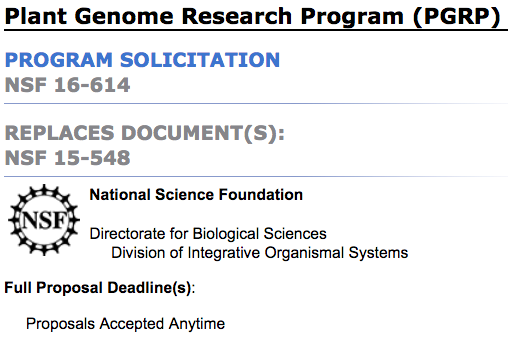 Plant Genome Research Program (PGRP)
PROGRAM SOLICITATION
NSF 16-614
REPLACES DOCUMENT(S):
NSF 15-548
NSF
National Science Foundation
Directorate for Biological Sciences
Division of Integrative Organismal Systems
Full Proposal Deadline(s):
Proposals Accepted Anytime